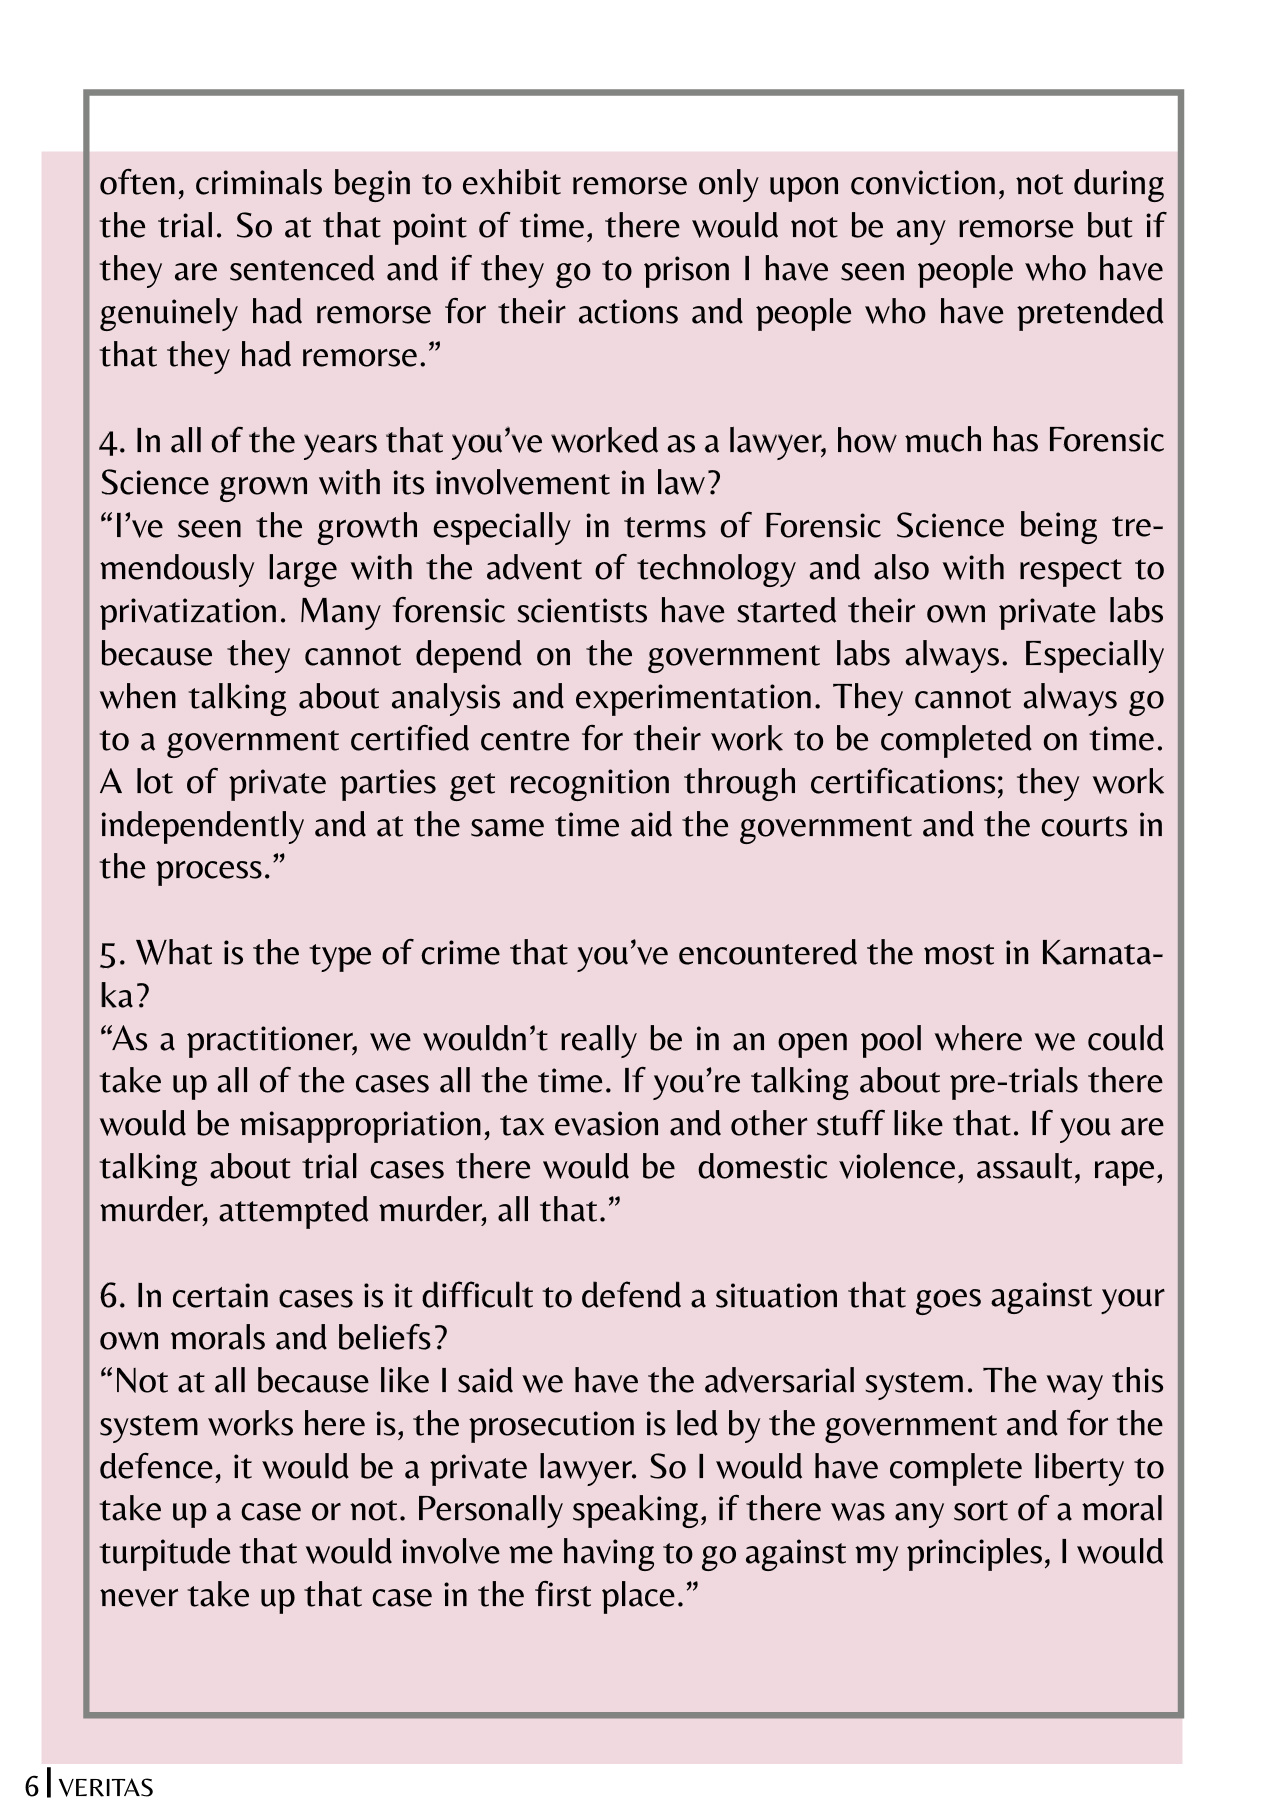 often, criminals begin to exhibit remorse only upon conviction, not during
the trial. So at that point of time, there would not be any remorse but if
they are sentenced and if they go to prison I have seen people who have
genuinely had remorse for their actions and people who have pretended
that they had remorse.”
4. In all of the years that you’ve worked as a lawyer, how much has Forensic
Science grown with its involvement in law?
“I’ve seen the growth especially in terms of Forensic Science being tre-
mendously large with the advent of technology and also with respect to
privatization. Many forensic scientists have started their own private labs
because they cannot depend on the government labs always. Especially
when talking about analysis and experimentation. They cannot always go
to a government certified centre for their work to be completed on time.
A lot of private parties get recognition through certifications; they work
independently and at the same time aid the government and the courts in
the process.”
5. What is the type of crime that you’ve encountered the most in Karnata-
ka?
“As a practitioner, we wouldn’t really be in an open pool where we could
take up all of the cases all the time. If you’re talking about pre-trials there
would be misappropriation, tax evasion and other stuff like that. If you are
talking about trial cases there would be  domestic violence, assault, rape,
murder, attempted murder, all that.”
6. In certain cases is it difficult to defend a situation that goes against your
own morals and beliefs?
“Not at all because like I said we have the adversarial system. The way this
system works here is, the prosecution is led by the government and for the
defence, it would be a private lawyer. So I would have complete liberty to
take up a case or not. Personally speaking, if there was any sort of a moral
turpitude that would involve me having to go against my principles, I would
never take up that case in the first place.”
6 | VERITAS